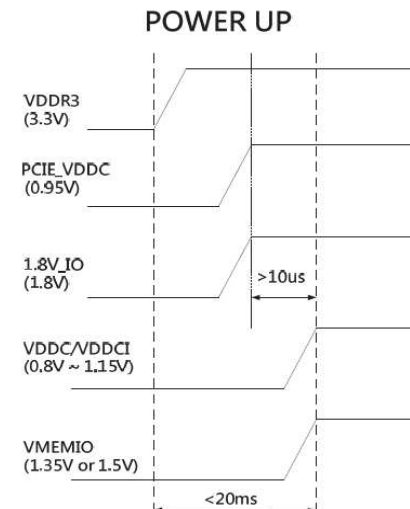 POWER UP
VDDR3
(3.3V)
PCIE_VDDC
(0.95V)
1.8V_IO
(1.8V)
>10us
VDDC/VDDCI
(0.8V ~ 1.15V)
VMEMIO
(1.35V or 1.5V)
<20ms